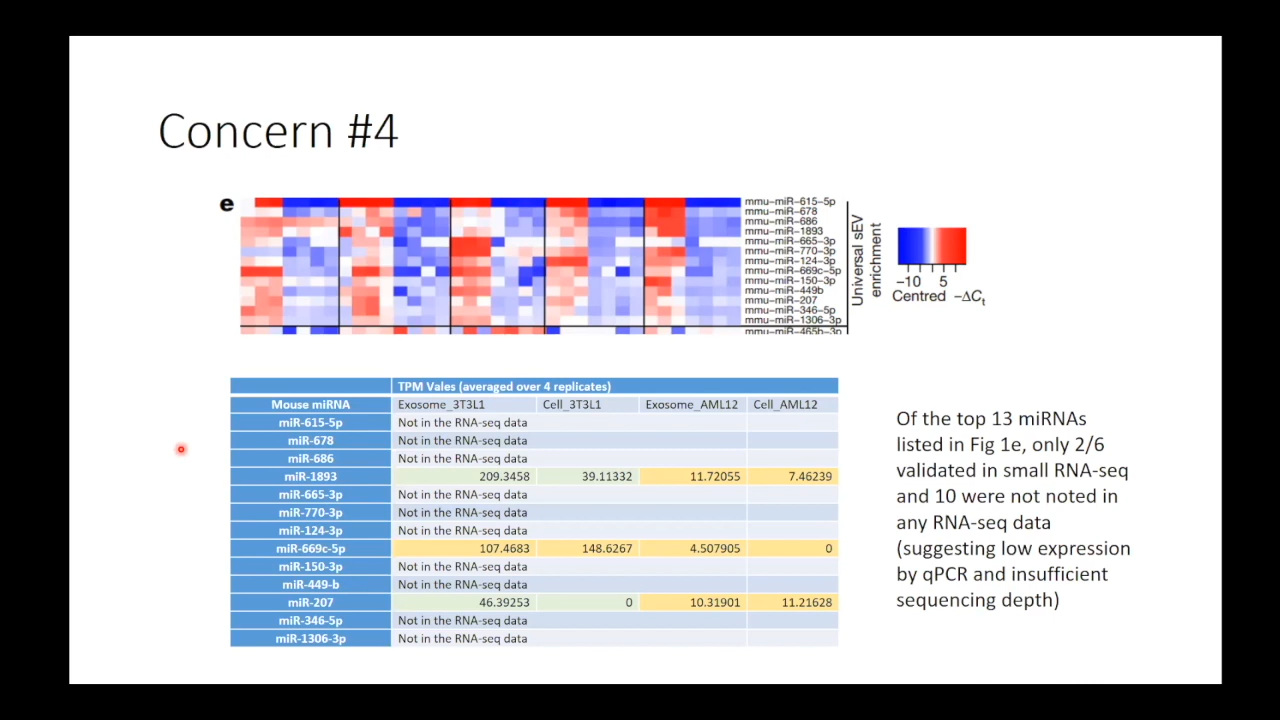 Concern #4
e
mmu-miR-615-5p
mmu-miR-678
mmu-miR-686
mmu-miR-1893
mmu-miR-665-3p
mmu-miR-770-3p
mmu-miR-124-3p
mmu-miR-669c-5p
mmu-miR-150-3p
mmu-miR-449b
mmu-miR-207
mmu-miR-346-5p
mmu-miR-1306-3p
mmu-miR-465b-3p
Universal sEV
enrichment
−10 5
Centred −ΔCt
TPM Vales (averaged over 4 replicates)
Mouse miRNA Exosome_3T3L1 Cell_3T3L1 Exosome_AML12 Cell_AML12
miR-615-5p Not in the RNA-seq data
miR-678 Not in the RNA-seq data
miR-686 Not in the RNA-seq data
miR-1893 209.3458 39.11332 11.72055 7.46239
miR-665-3p Not in the RNA-seq data
miR-770-3p Not in the RNA-seq data
miR-124-3p Not in the RNA-seq data
miR-669c-5p 107.4683 148.6267 4.507905 0
miR-150-3p Not in the RNA-seq data
miR-449-b Not in the RNA-seq data
miR-207 46.39253 0 10.31901 11.21628
miR-346-5p Not in the RNA-seq data
miR-1306-3p Not in the RNA-seq data
Of the top 13 miRNAs
listed in Fig 1e, only 2/6
validated in small RNA-seq
and 10 were not noted in
any RNA-seq data
(suggesting low expression
by qPCR and insufficient
sequencing depth)